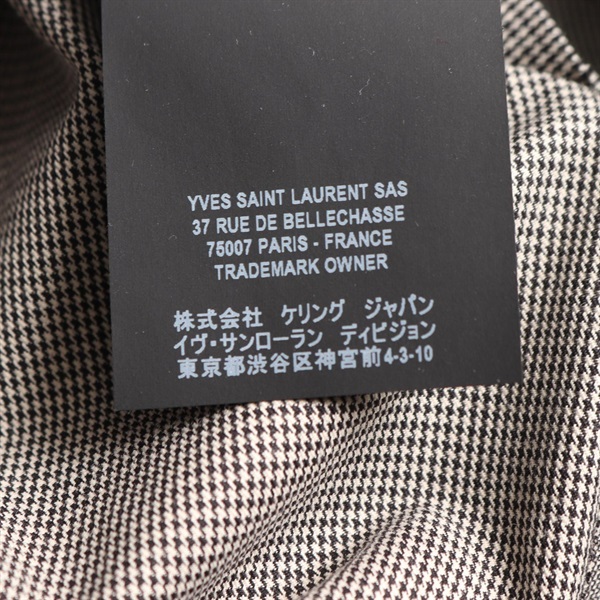 YVES SAINT LAURENT SAS
37 RUE DE BELLECHASSE
75007 PARIS - FRANCE
TRADEMARK OWNER
株式会社 ケリング ジャパン
イヴ・サンローラン ディビジョン
東京都渋谷区神宮前4-3-10